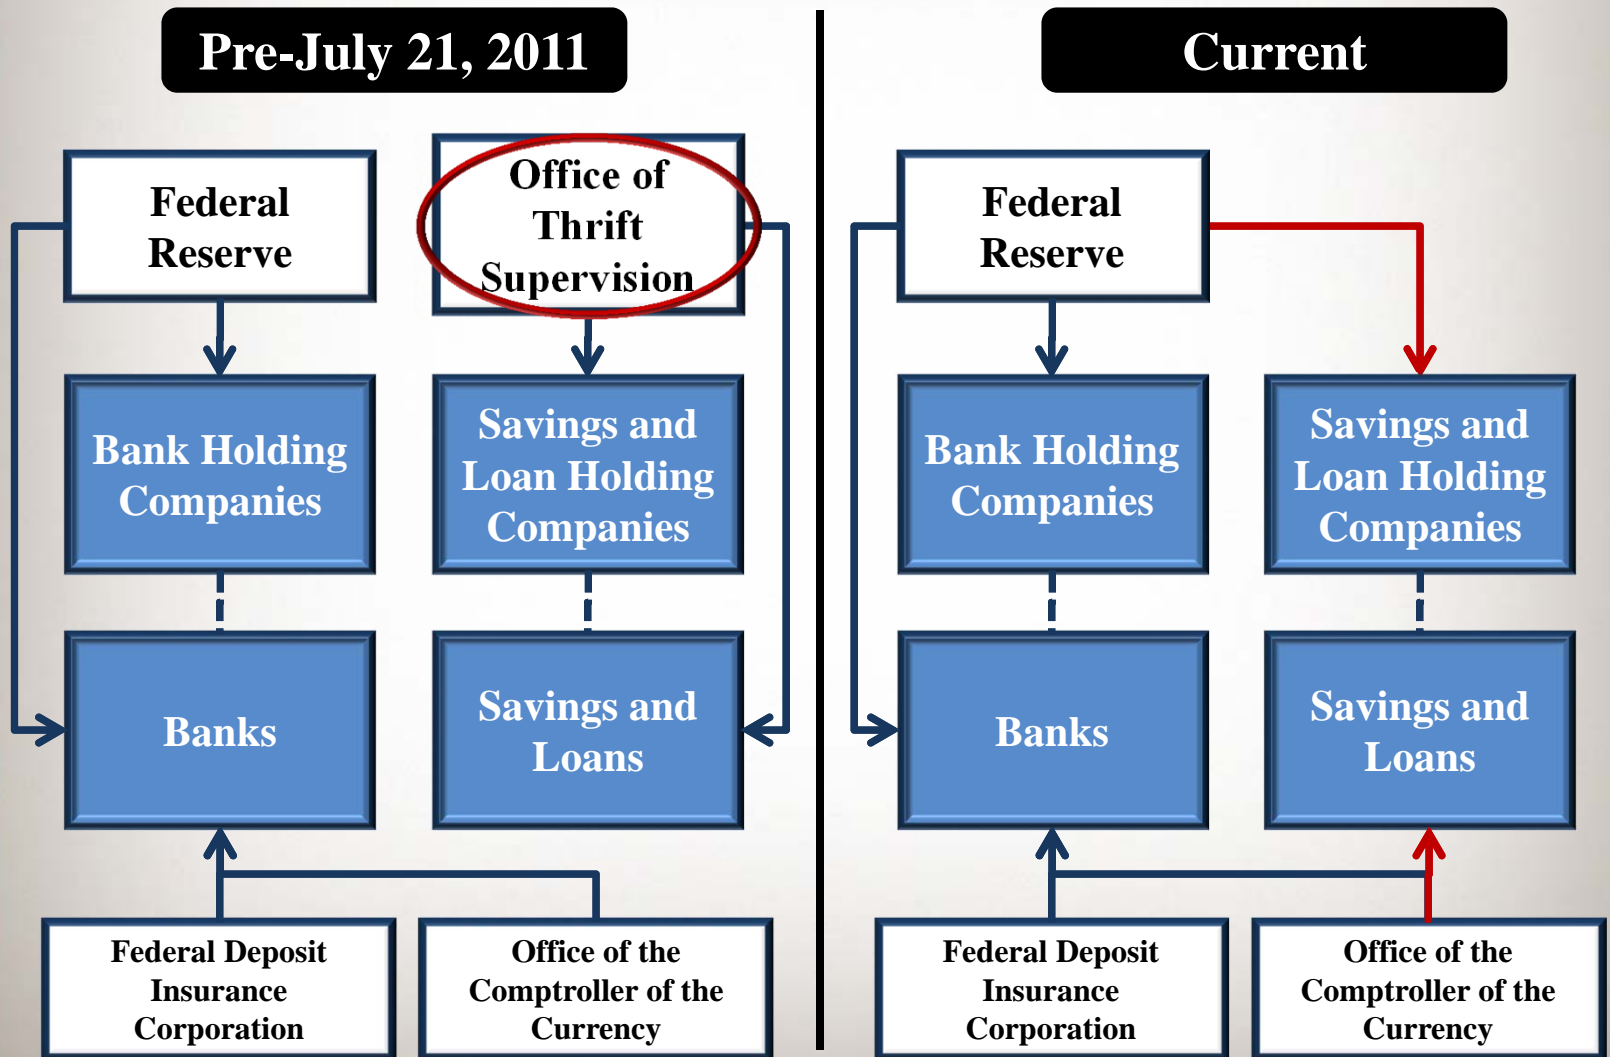 Pre-July 21, 2011
Federal
Reserve
Office of
Thrift
Supervision
Bank Holding
Companies
Savings and
Loan Holding
Companies
Banks
Savings and
Loans
Federal Deposit
Insurance
Corporation
Office of the
Comptroller of the
Currency
Current
Federal
Reserve
Bank Holding
Companies
Savings and
Loan Holding
Companies
Banks
Savings and
Loans
Federal Deposit
Insurance
Corporation
Office of the
Comptroller of the
Currency